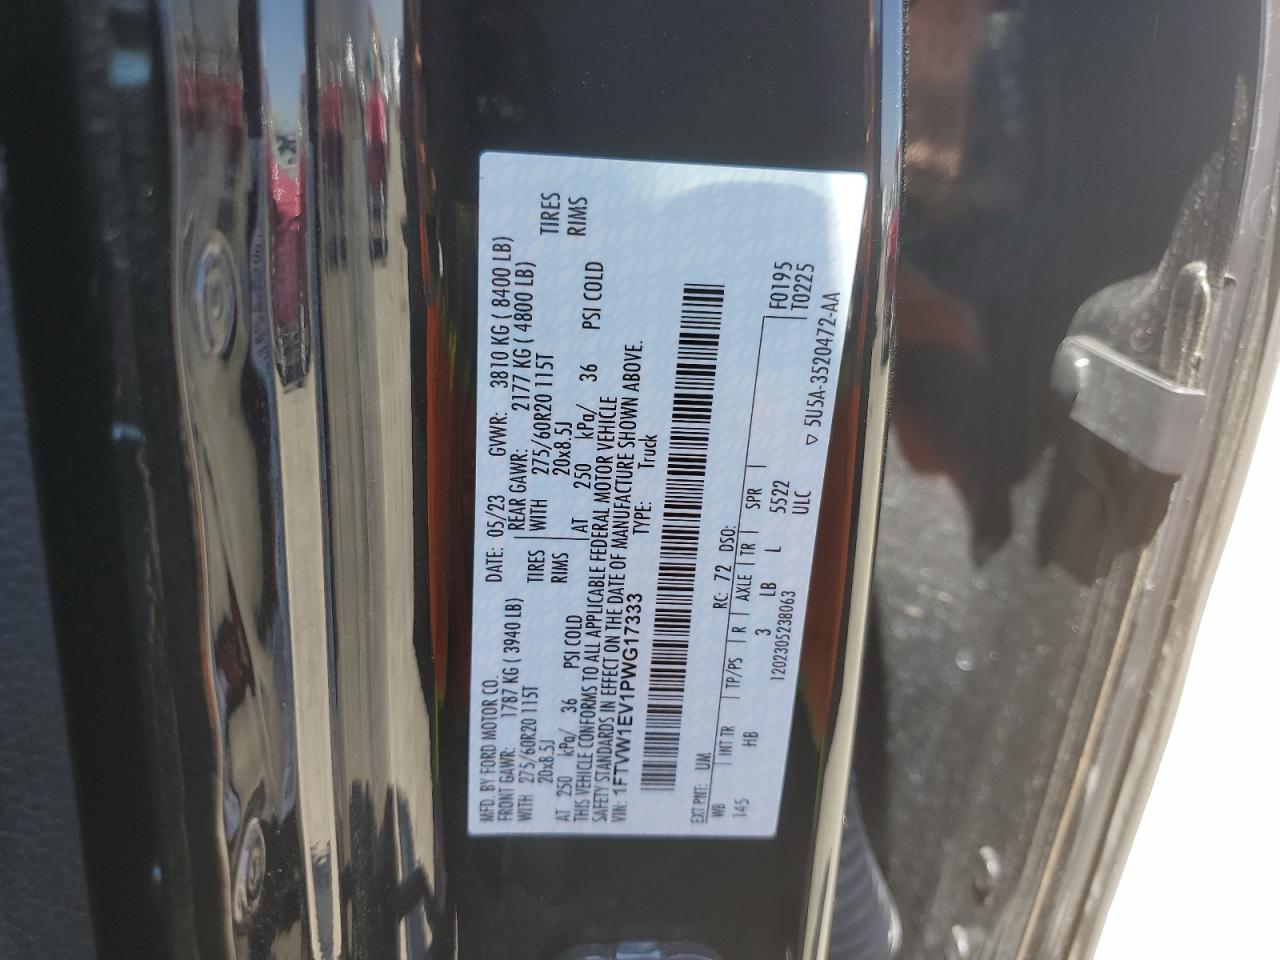 MFD. BY FORD MOTOR CO. DATE: 05/23 GVWR: 3810 KG ( 8400 LB)
FRONT GAWR: 1787 KG ( 3940 LB) REAR GAWR: 2177 KG ( 4800 LB)
WITH 275/60R20 115T TIRES WITH 275/60R20 115T TIRES
20x8.5J RIMS 20x8.5J RIMS
AT 250 kPa/ 36 PSI COLD AT 250 kPa/ 36 PSI COLD
THIS VEHICLE CONFORMS TO ALL APPLICABLE FEDERAL MOTOR VEHICLE
SAFETY STANDARDS IN EFFECT ON THE DATE OF MANUFACTURE SHOWN ABOVE.
VIN: 1FTVW1EV1PWG17333 TYPE: Truck
EXT PNT: UM RC: 72 DSO: F0195
WB INT TR TP/PS R AXLE TR SPR T0225
145 HB 3 LB L 5522
1202305238063 ULC ▽ 5U5A-3520472-AA